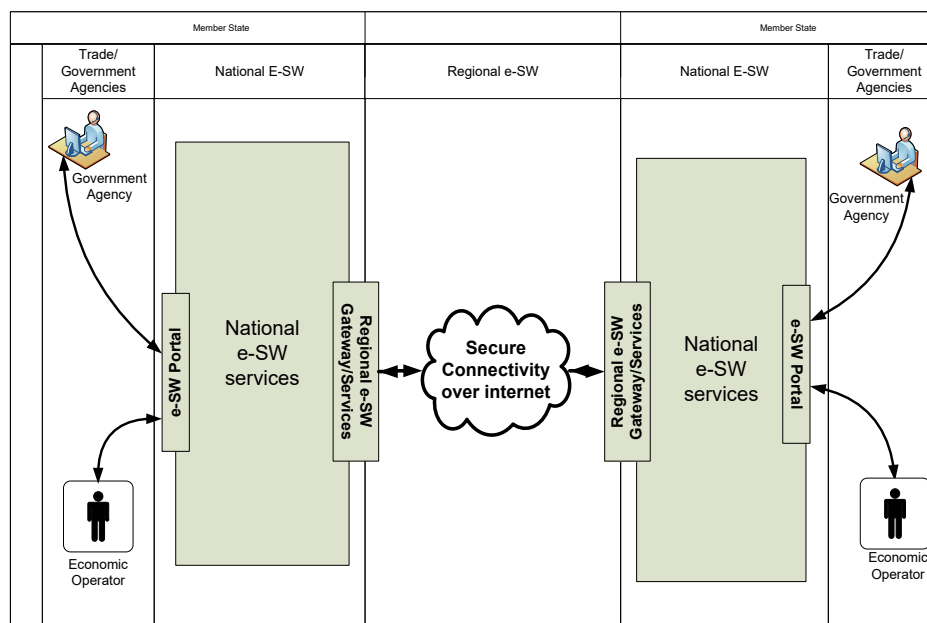 Member State
Member State
Trade/
Government
Agencies
National E-SW
Regional e-SW
National E-SW
Trade/
Government
Agencies
Government
Agency
Government
Agency
e-SW Portal
National
e-SW
services
Regional e-SW
Gateway/Services
Secure
Connectivity
over internet
Regional e-SW
Gateway/Services
National
e-SW
services
e-SW Portal
Economic
Operator
Economic
Operator